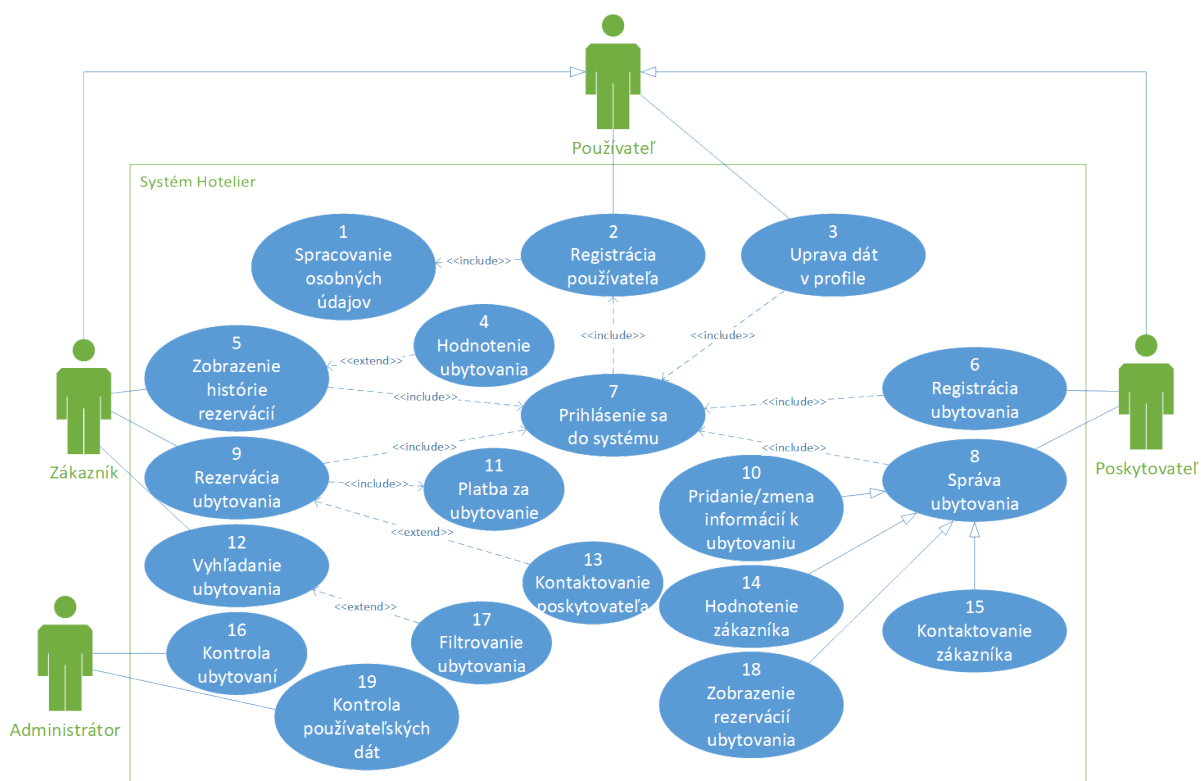 Používateľ
Systém Hotelier
1
Spracovanie
osobných
údajov
<<include>>
2
Registrácia
používateľa
3
Uprava dát
v profile
<<include>>
<<include>>
4
Hodnotenie
ubytovania
<<extend>>
5
Zobrazenie
histórie
rezervácií
<<include>>
6
Registrácia
ubytovania
<<include>>
7
Prihlásenie sa
do systému
Zákazník
Poskytovateľ
<<include>>
<<include>>
8
Správa
ubytovania
9
Rezervácia
ubytovania
<<include>>
10
Pridanie/zmena
informácií k
ubytovaniu
11
Platba za
ubytovanie
<<extend>>
12
Vyhľadanie
ubytovania
13
Kontaktovanie
poskytovateľa
14
Hodnotenie
zákazníka
15
Kontaktovanie
zákazníka
<<extend>>
16
Kontrola
ubytovaní
17
Filtrovanie
ubytovania
18
Zobrazenie
rezervácií
ubytovania
19
Kontrola
používateľských
dát
Administrátor